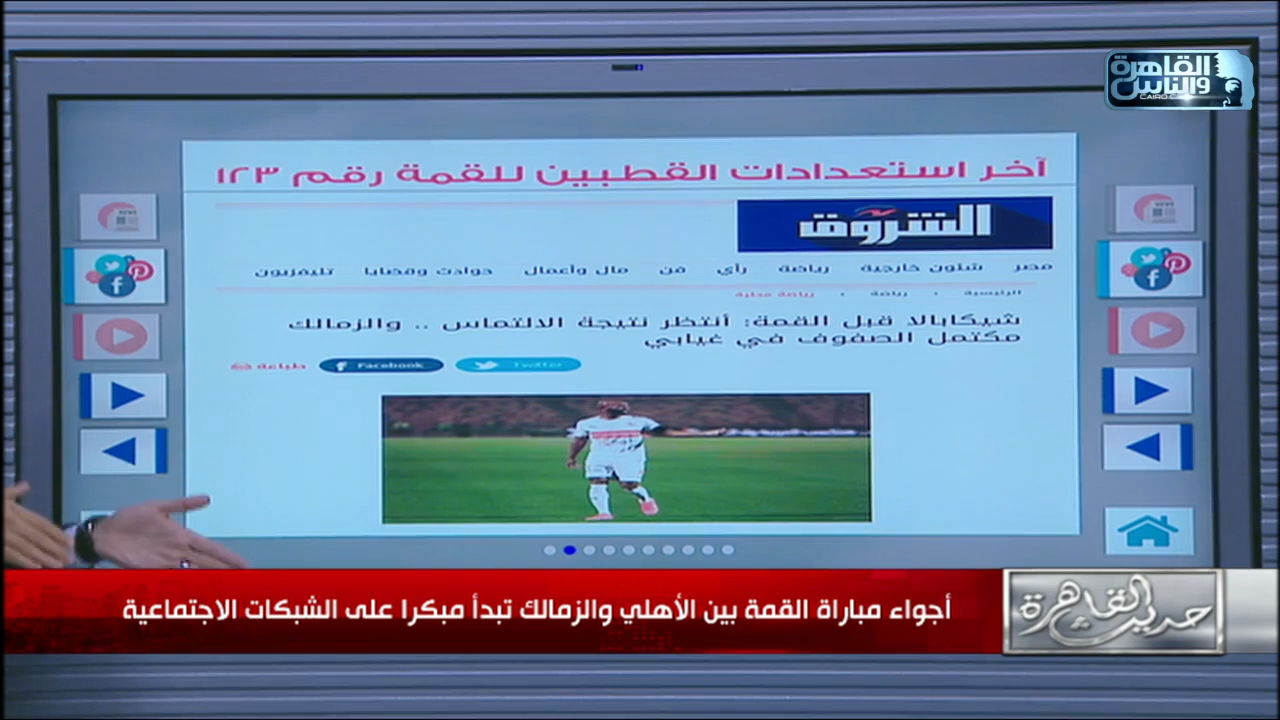 القاهرة
والناس
آخر استعدادات القطبين للقمة رقم ١٢٣
الشروق
مصر شئون خارجية رياضة رأي فن مال وأعمال حوادث وقضايا تليفزيون
الرئيسية رياضة رياضة محلية
شيكابالا قبل القمة: أنتظر نتيجة الالتماس .. والزمالك
مكتمل الصفوف في غيابي
Twitter Facebook طباعة
حديث القاهرة
أجواء مباراة القمة بين الأهلي والزمالك تبدأ مبكرا على الشبكات الاجتماعية